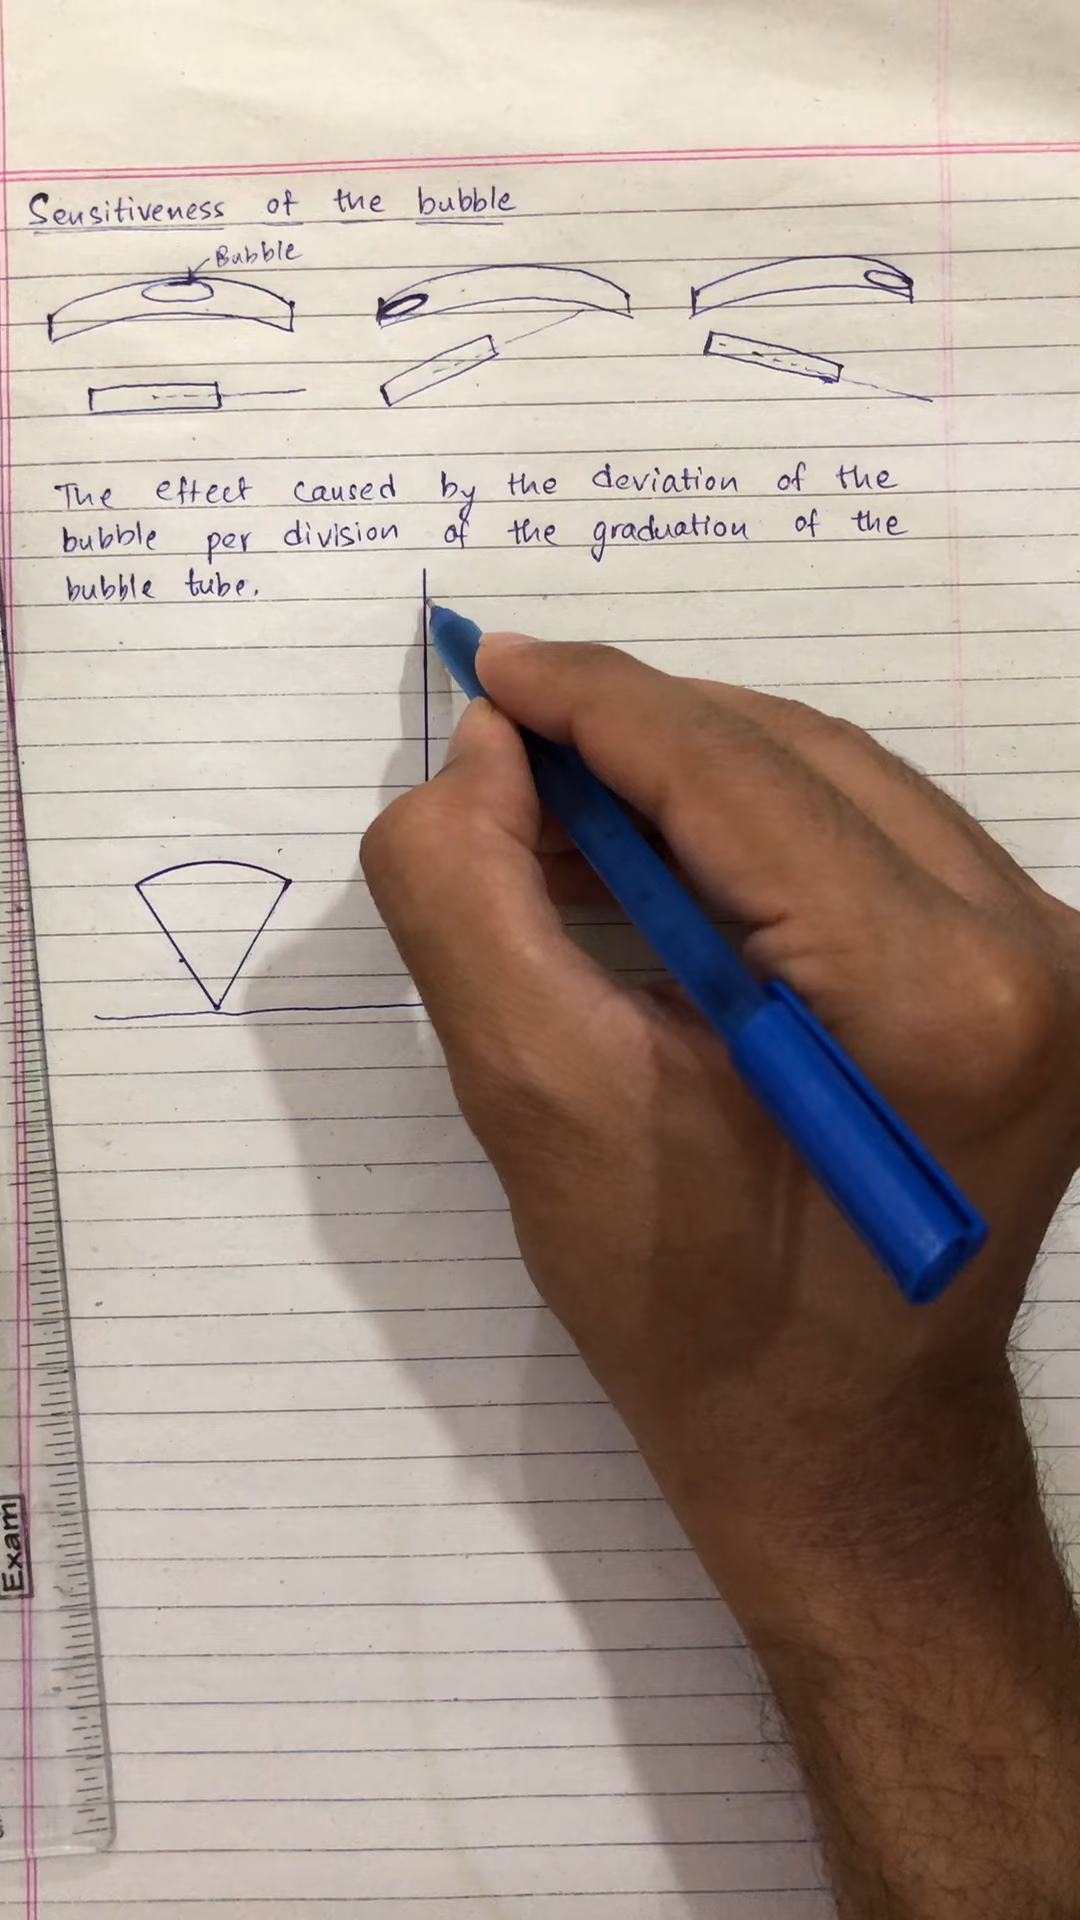 Sensitiveness of the bubble
Bubble
The effect caused by the deviation of the
bubble per division of the graduation of the
bubble tube.
Exam